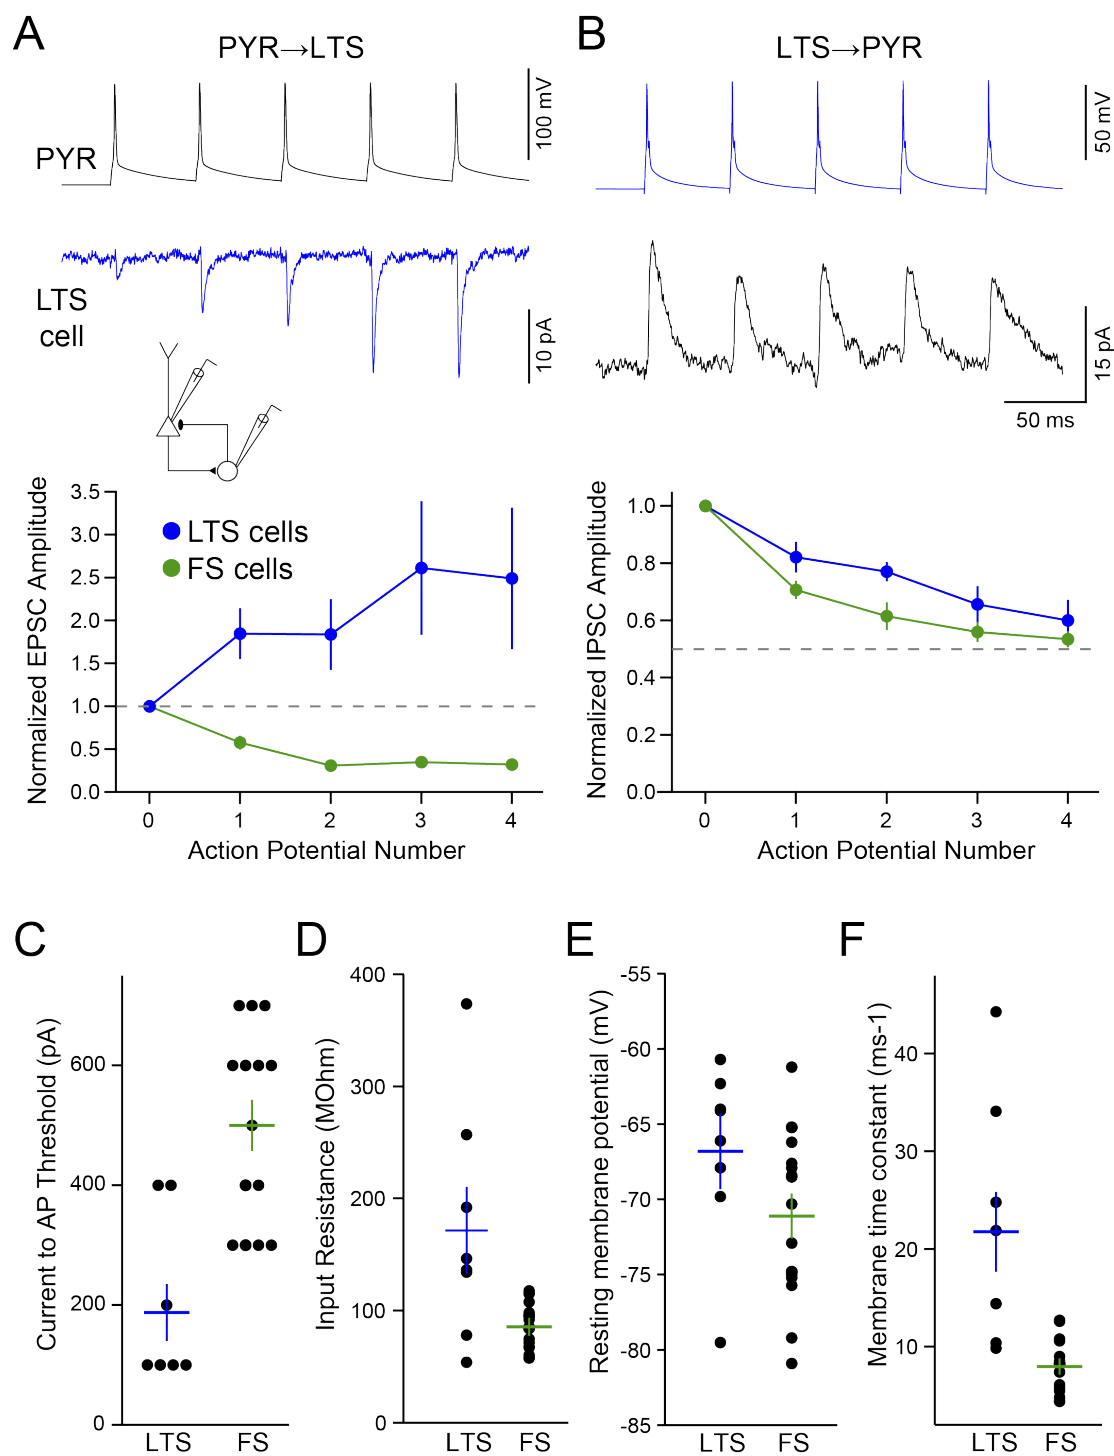 A
PYR→LTS
PYR
100 mV
LTS
cell
10 pA
B
LTS→PYR
50 mV
15 pA
50 ms
Normalized EPSC Amplitude
3.5
3.0
2.5
2.0
1.5
1.0
0.5
0.0
LTS cells
FS cells
0 1 2 3 4
Action Potential Number
Normalized IPSC Amplitude
1.0
0.8
0.6
0.4
0.2
0.0
0 1 2 3 4
Action Potential Number
C
Current to AP Threshold (pA)
600
400
200
0
LTS FS
D
Input Resistance (MOhm)
400
300
200
100
0
LTS FS
E
Resting membrane potential (mV)
-55
-60
-65
-70
-75
-80
-85
LTS FS
F
Membrane time constant (ms-1)
40
30
20
10
LTS FS